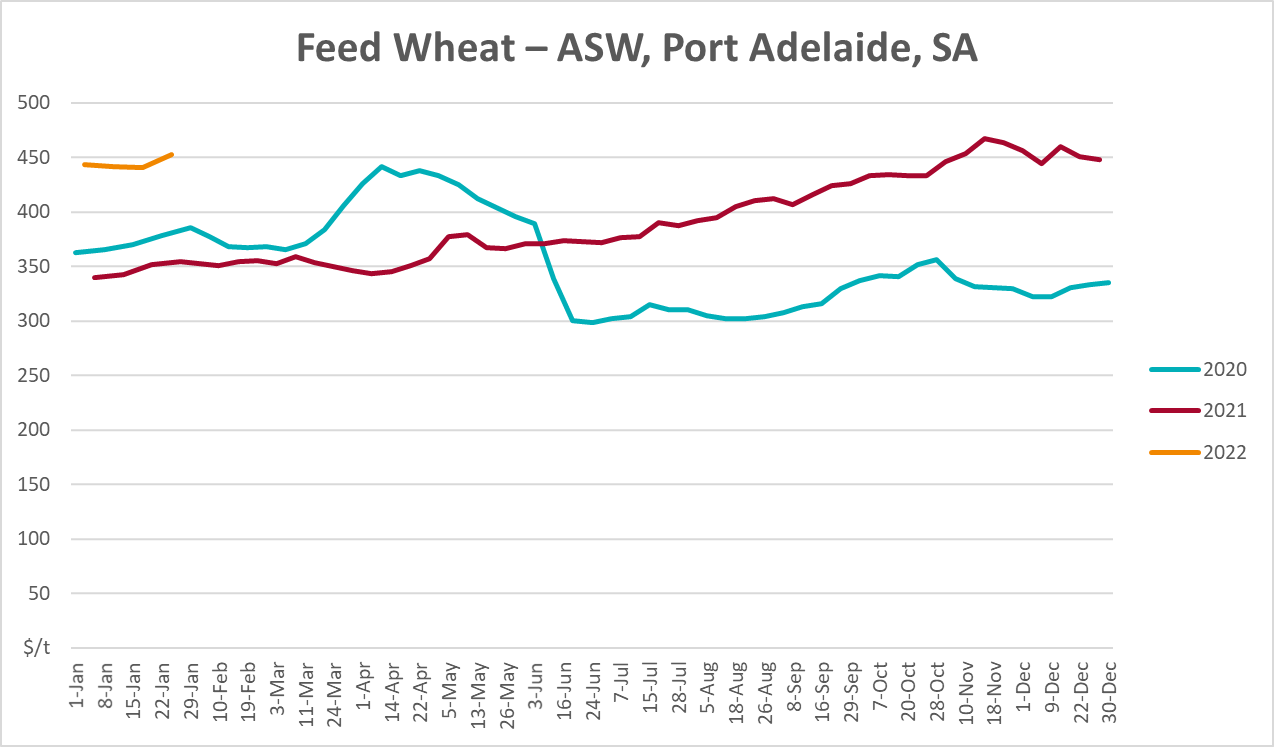 Feed Wheat – ASW, Port Adelaide, SA
500
450
400
350
300
250
200
150
100
50
$/t
1-Jan
8-Jan
15-Jan
22-Jan
29-Jan
10-Feb
19-Feb
3-Mar
11-Mar
24-Mar
1-Apr
14-Apr
22-Apr
5-May
13-May
26-May
3-Jun
16-Jun
24-Jun
7-Jul
15-Jul
28-Jul
5-Aug
18-Aug
26-Aug
8-Sep
16-Sep
29-Sep
7-Oct
20-Oct
28-Oct
10-Nov
18-Nov
1-Dec
9-Dec
22-Dec
30-Dec
2020
2021
2022